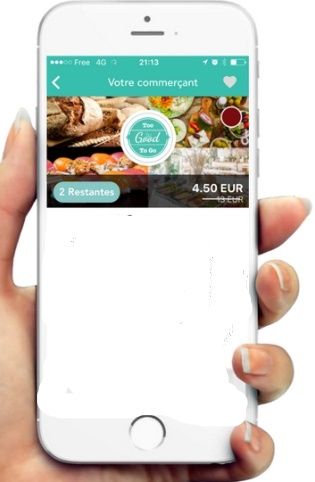 Free 4G 21:13
Votre commerçant
Too
Good
To Go
2 Restantes
4.50 EUR
13 EUR